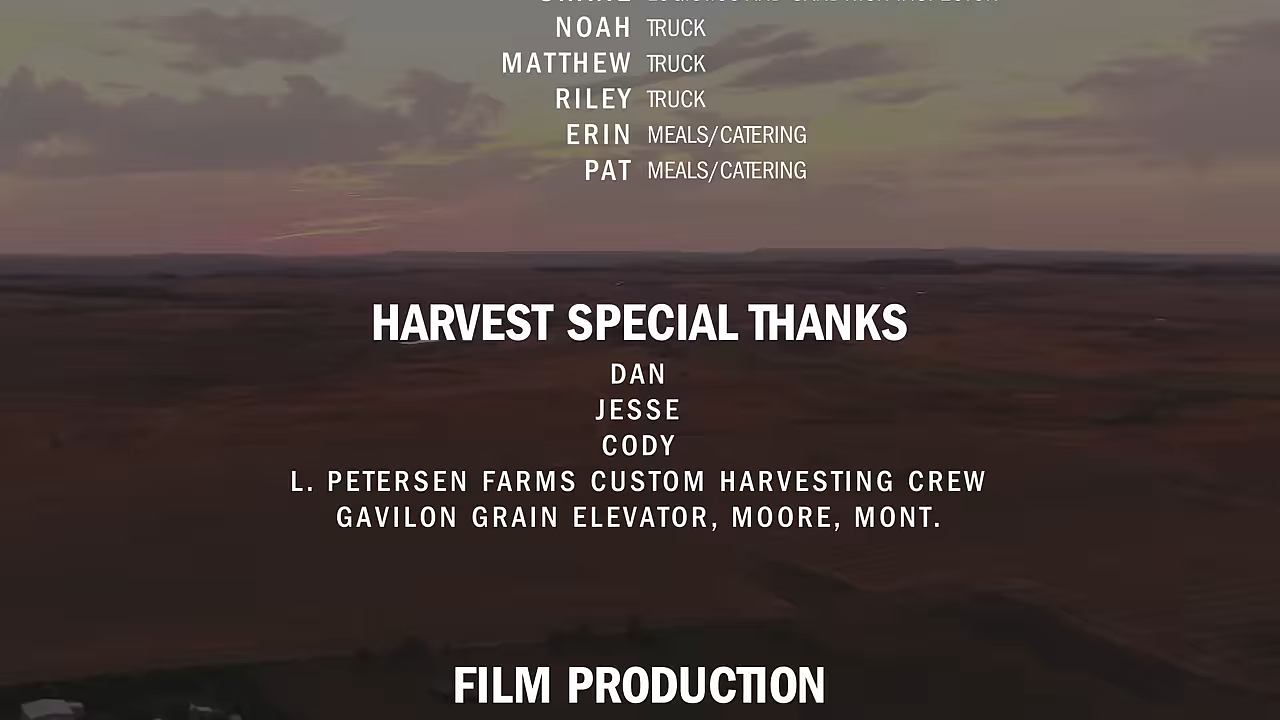 NOAH TRUCK
MATTHEW TRUCK
RILEY TRUCK
ERIN MEALS/CATERING
PAT MEALS/CATERING
HARVEST SPECIAL THANKS
DAN
JESSE
CODY
L. PETERSEN FARMS CUSTOM HARVESTING CREW
GAVILON GRAIN ELEVATOR, MOORE, MONT.
FILM PRODUCTION